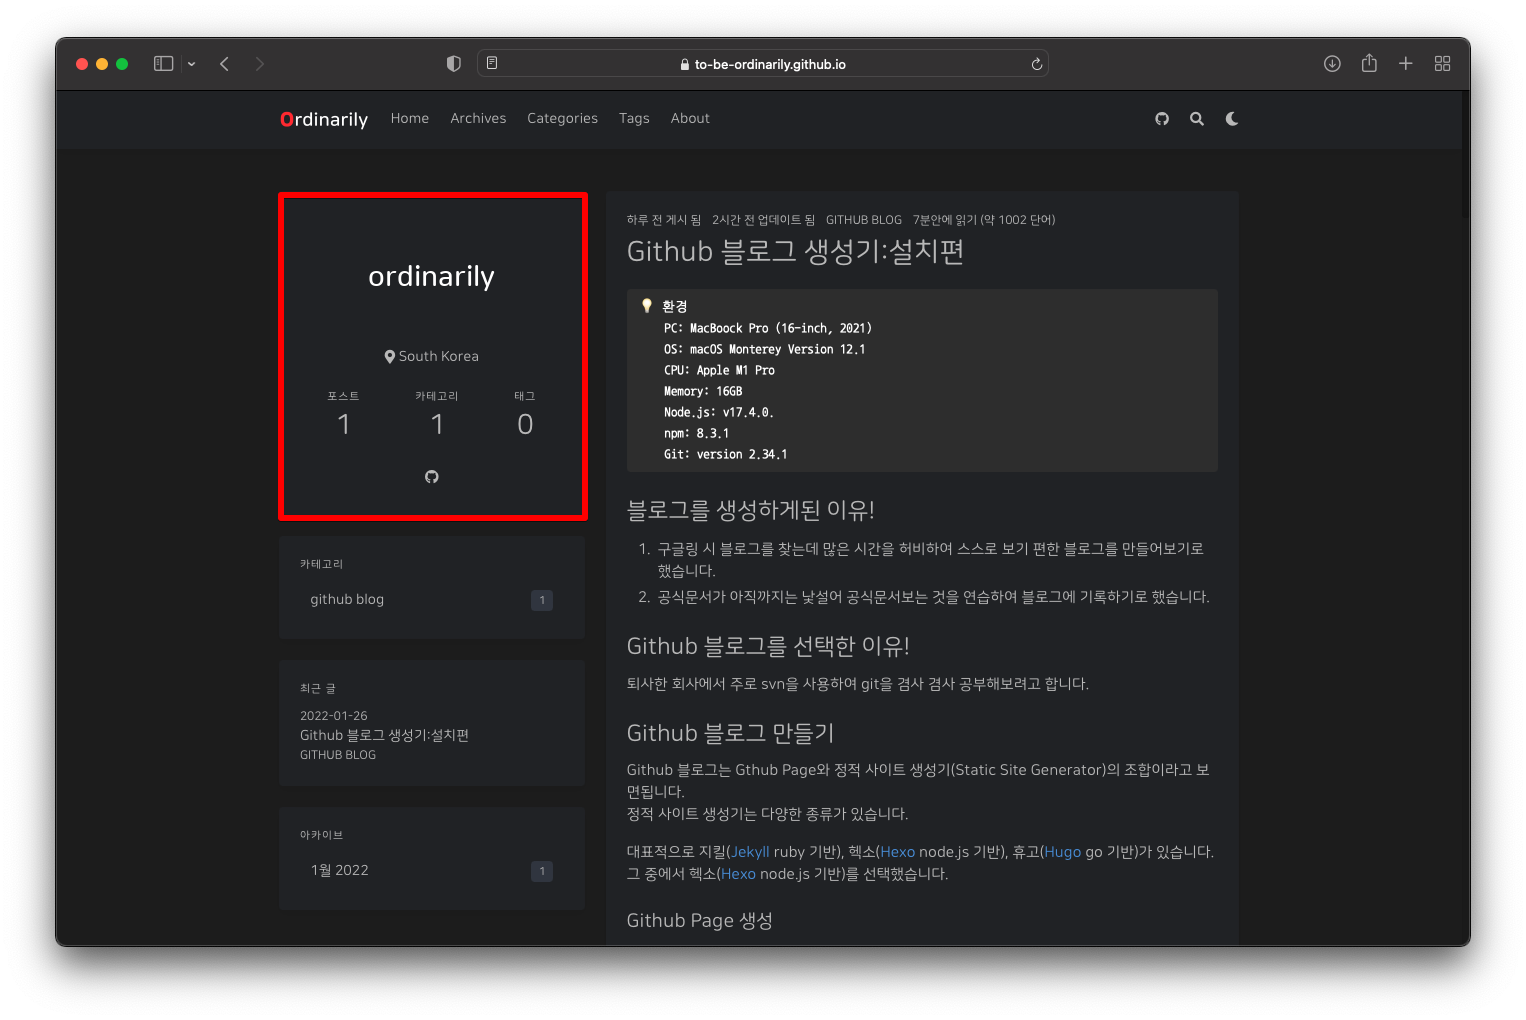 to-be-ordinarily.github.io
Ordinarily Home Archives Categories Tags About
ordinarily
South Korea
포스트 카테고리 태그
1 1 0
카테고리
github blog 1
최근 글
2022-01-26
Github 블로그 생성기:설치편
GITHUB BLOG
아카이브
1월 2022 1
하루 전 게시 됨 2시간 전 업데이트 됨 GITHUB BLOG 7분안에 읽기 (약 1002 단어)
Github 블로그 생성기:설치편
환경
PC: MacBoock Pro (16-inch, 2021)
OS: macOS Monterey Version 12.1
CPU: Apple M1 Pro
Memory: 16GB
Node.js: v17.4.0.
npm: 8.3.1
Git: version 2.34.1
블로그를 생성하게된 이유!
1. 구글링 시 블로그를 찾는데 많은 시간을 허비하여 스스로 보기 편한 블로그를 만들어보기로
했습니다.
2. 공식문서가 아직까지는 낯설어 공식문서보는 것을 연습하여 블로그에 기록하기로 했습니다.
Github 블로그를 선택한 이유!
퇴사한 회사에서 주로 svn을 사용하여 git을 겸사 겸사 공부해보려고 합니다.
Github 블로그 만들기
Github 블로그는 Gthub Page와 정적 사이트 생성기(Static Site Generator)의 조합이라고 보
면됩니다.
정적 사이트 생성기는 다양한 종류가 있습니다.
대표적으로 지킬(Jekyll ruby 기반), 헥소(Hexo node.js 기반), 휴고(Hugo go 기반)가 있습니다.
그 중에서 헥소(Hexo node.js 기반)를 선택했습니다.
Github Page 생성